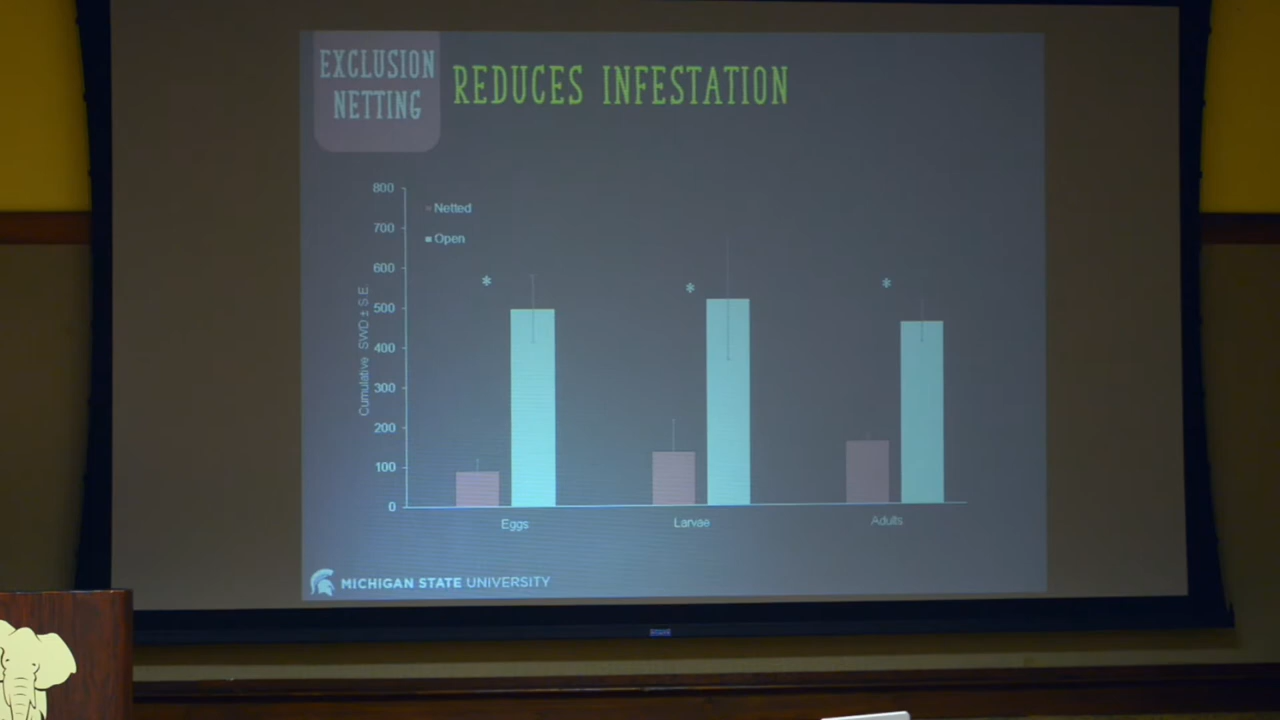 EXCLUSION
NETTING
REDUCES INFESTATION
800
700
600
500
400
300
200
100
0
Cumulative SWD ± S.E.
Netted
Open
*
*
*
Eggs
Larvae
Adults
MICHIGAN STATE UNIVERSITY